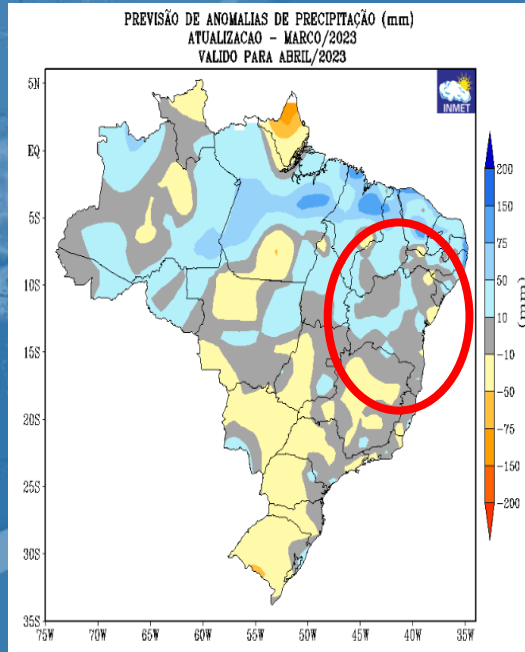 PREVISÃO DE ANOMALIAS DE PRECIPITAÇÃO (mm)
ATUALIZACAO - MARCO/2023
VALIDO PARA ABRIL/2023
INMET
5N
EQ
5S
10S
15S
20S
25S
30S
35S
75W 70W 65W 60W 55W 50W 45W 40W 35W
200
150
75
50
10
-10
-50
-75
-150
-200
(mm)